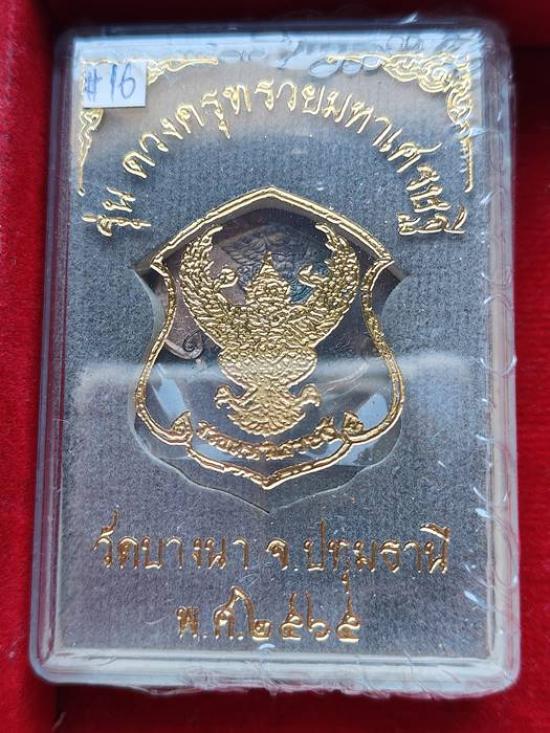 #16
รุ่น ดวงครุฑรวยมหาเศรษฐี
วัดบางนา จ.ปทุมธานี
พ.ศ.๒๕๖๕